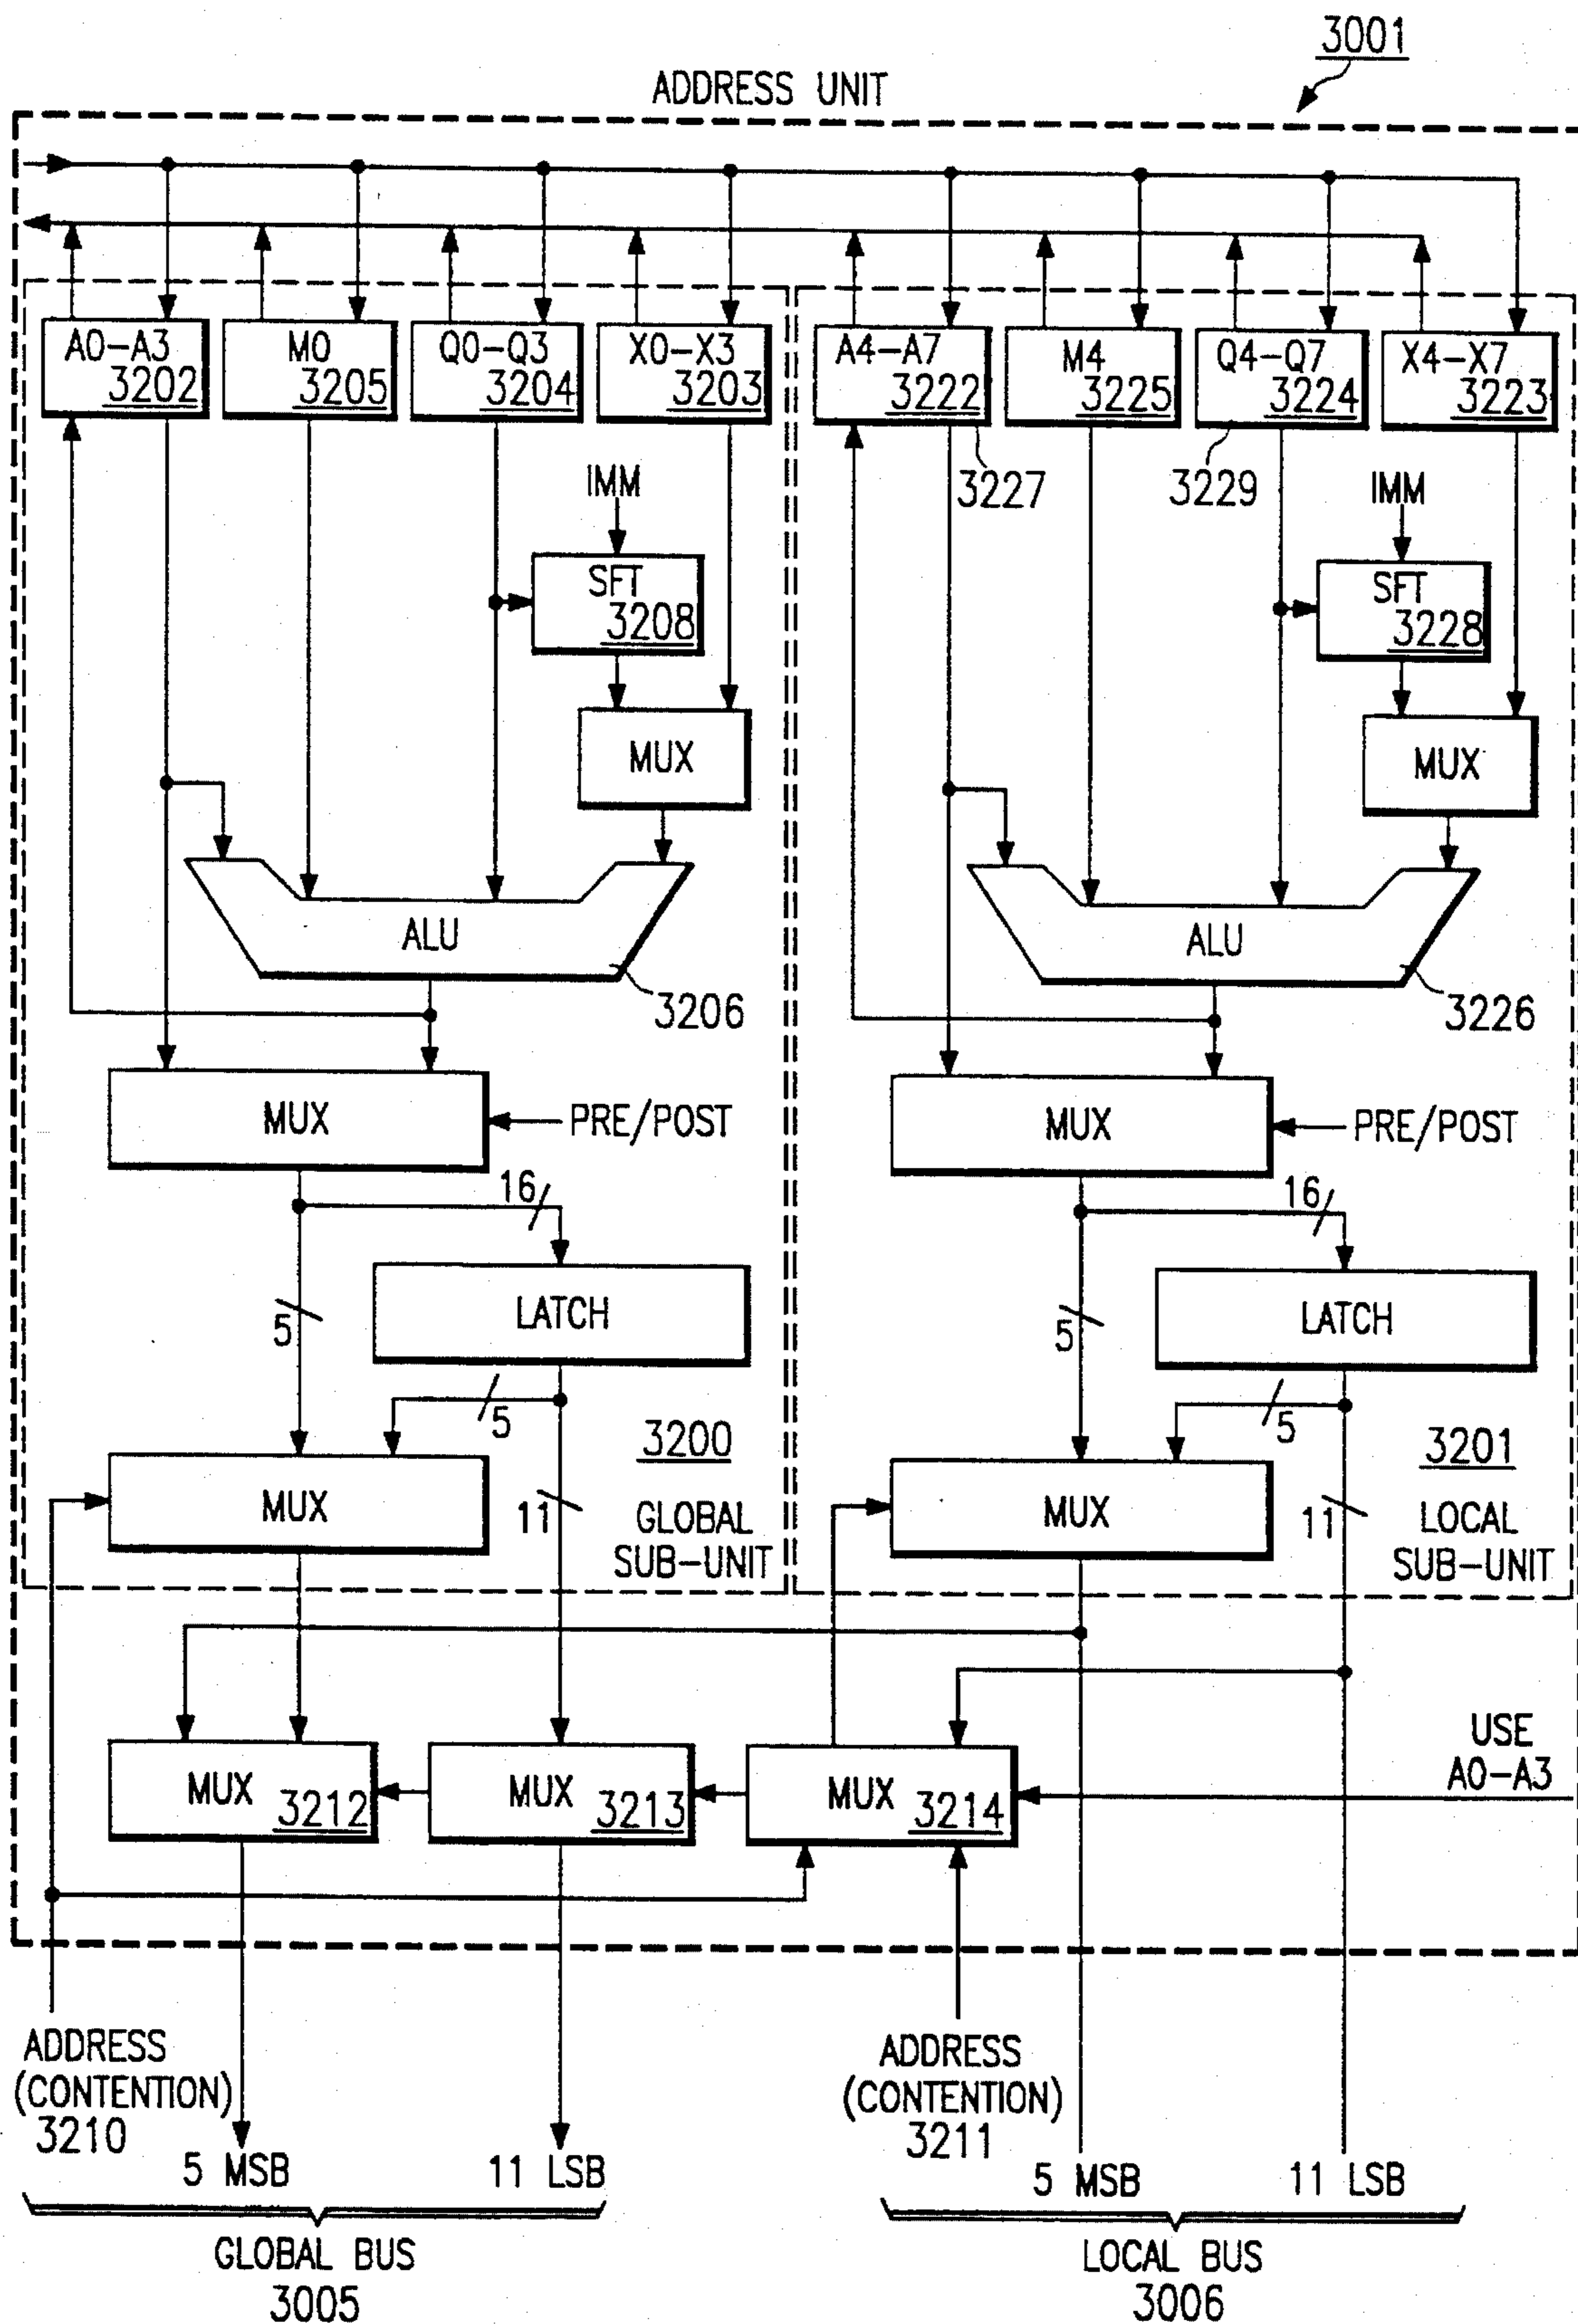 3001
ADDRESS UNIT
A0-A3
3202
M0
3205
Q0-Q3
3204
X0-X3
3203
A4-A7
3222
M4
3225
Q4-Q7
3224
X4-X7
3223
3227
3229
IMM
IMM
SFT
3208
SFT
3228
MUX
MUX
ALU
ALU
3206
3226
MUX
PRE/POST
MUX
PRE/POST
16
16
LATCH
LATCH
5
5
5
5
3200
3201
MUX
11
GLOBAL
SUB-UNIT
MUX
11
LOCAL
SUB-UNIT
USE
A0-A3
MUX
3212
MUX
3213
MUX
3214
ADDRESS
(CONTENTION)
3210
ADDRESS
(CONTENTION)
3211
5 MSB
11 LSB
5 MSB
11 LSB
GLOBAL BUS
3005
LOCAL BUS
3006